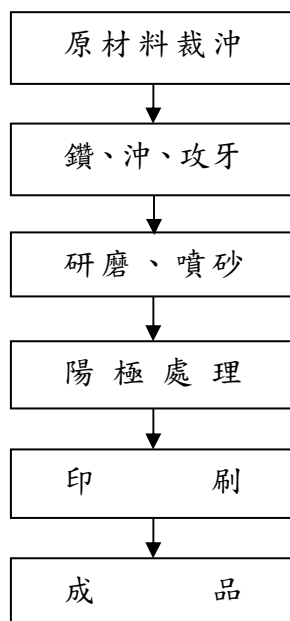 原材料裁沖
鑽、沖、攻牙
研磨、噴砂
陽極處理
印刷
成品